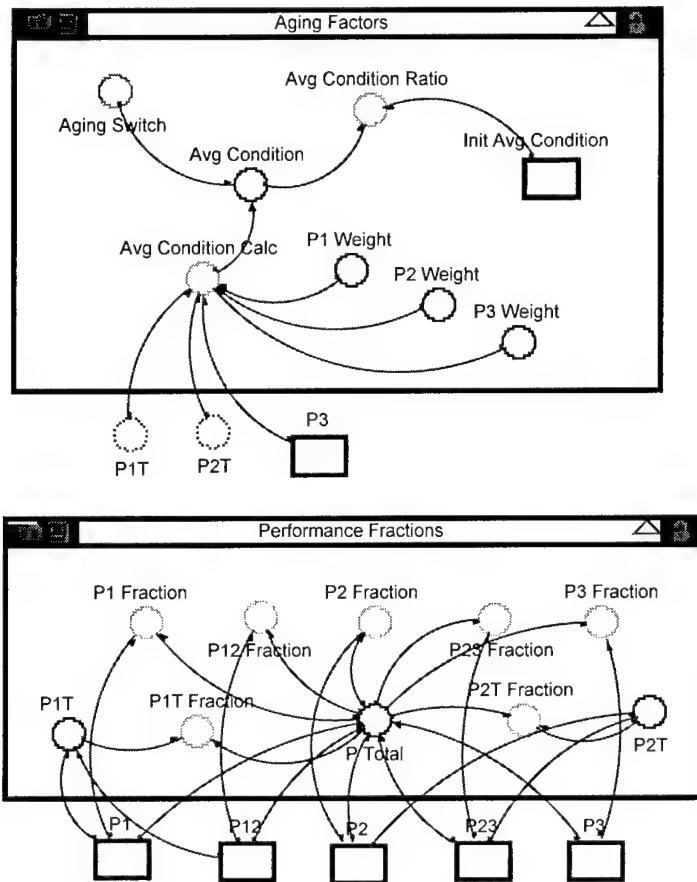 Aging Factors
Avg Condition Ratio
Aging Switch
Init Avg Condition
Avg Condition
P1 Weight
Avg Condition Calc
P2 Weight
P3 Weight
P3
P1T
P2T
Performance Fractions
P1 Fraction
P2 Fraction
P3 Fraction
P12 Fraction
P23 Fraction
P1T
P1T Fraction
P2T Fraction
P Total
P2T
P1
P12
P2
P23
P3